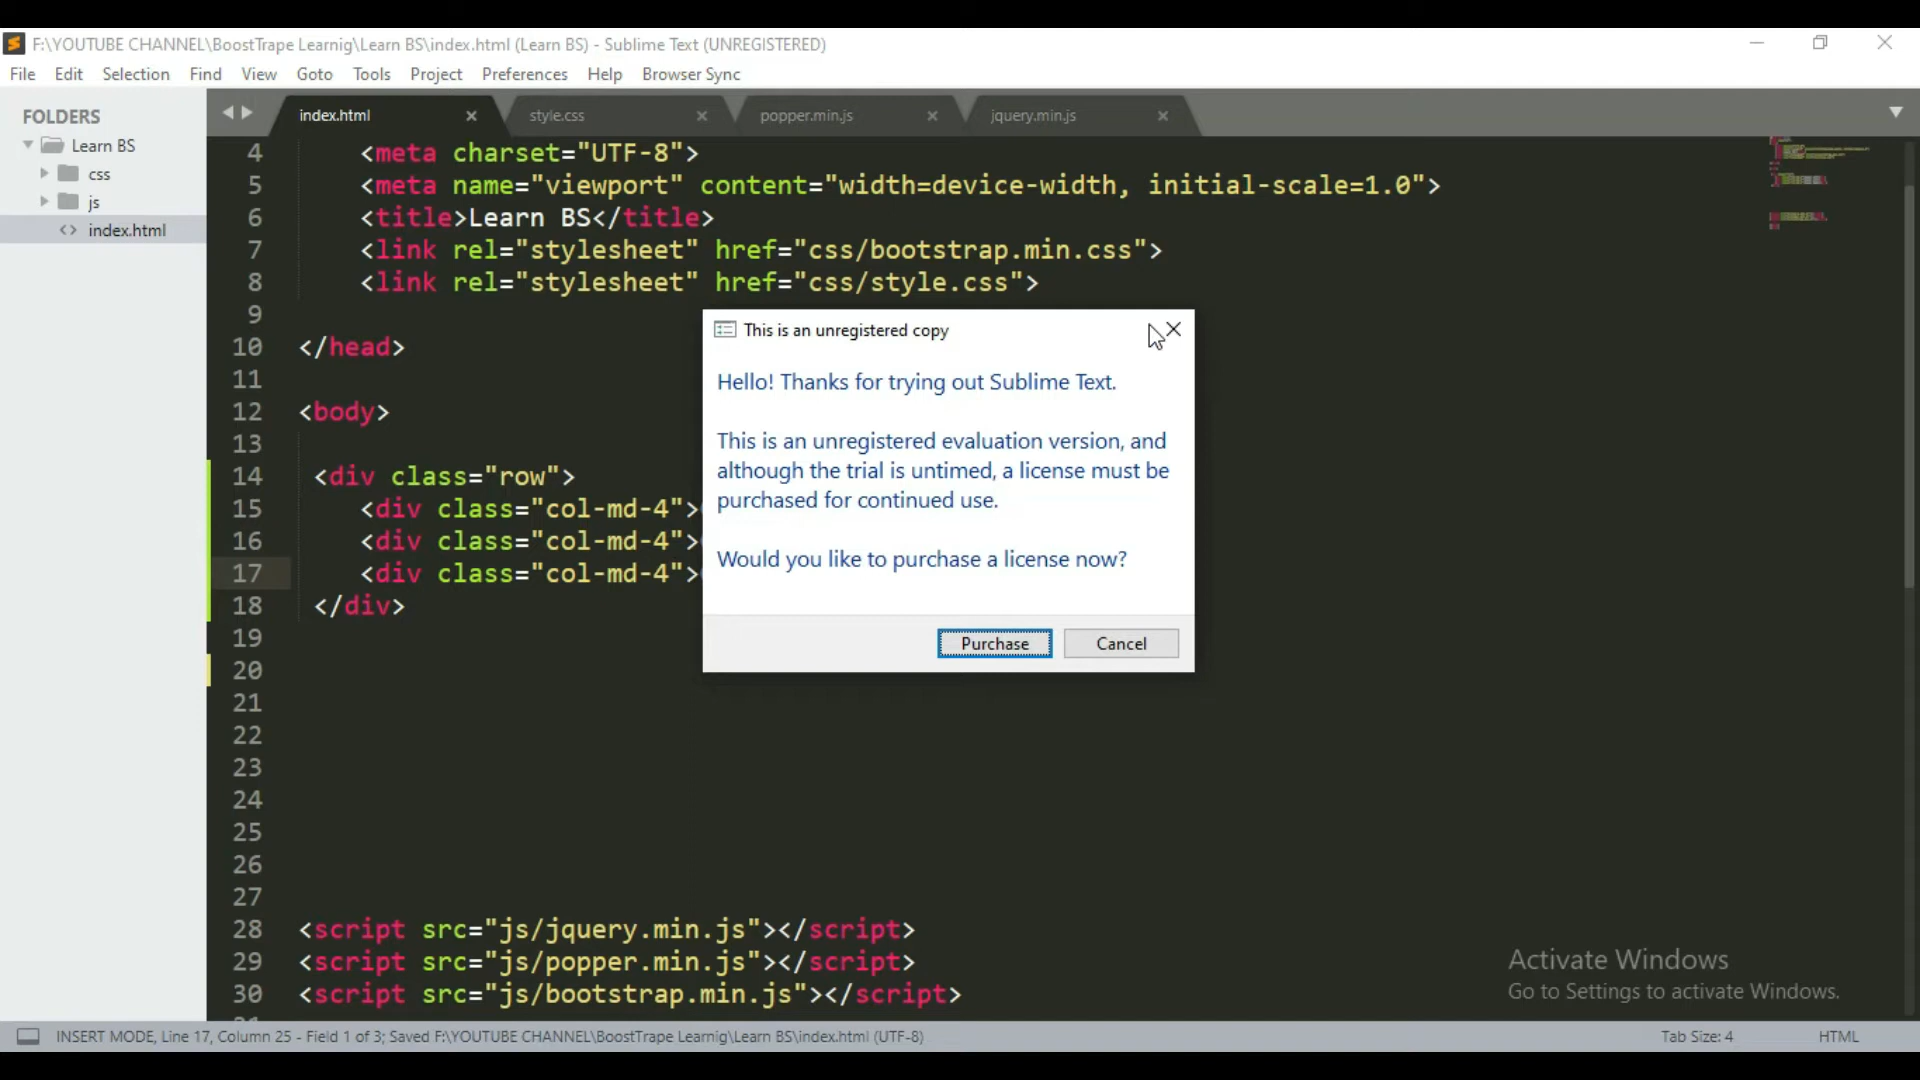 F:\YOUTUBE CHANNEL\BoostTrape Learnig\Learn BS\index.html (Learn BS) - Sublime Text (UNREGISTERED)
File Edit Selection Find View Goto Tools Project Preferences Help Browser Sync
FOLDERS
Learn BS
css
js
index.html
index.html style.css popper.min.js jquery.min.js
4 <meta charset="UTF-8">
5 <meta name="viewport" content="width=device-width, initial-scale=1.0">
6 <title>Learn BS</title>
7 <link rel="stylesheet" href="css/bootstrap.min.css">
8 <link rel="stylesheet" href="css/style.css">
9
10 </head>
11
12 <body>
13
14 <div class="row">
15 <div class="col-md-4">
16 <div class="col-md-4">
17 <div class="col-md-4">
18 </div>
19
20
21
22
23
24
25
26
27
28 <script src="js/jquery.min.js"></script>
29 <script src="js/popper.min.js"></script>
30 <script src="js/bootstrap.min.js"></script>
This is an unregistered copy
Hello! Thanks for trying out Sublime Text.
This is an unregistered evaluation version, and
although the trial is untimed, a license must be
purchased for continued use.
Would you like to purchase a license now?
Purchase Cancel
Activate Windows
Go to Settings to activate Windows.
INSERT MODE, Line 17, Column 25 - Field 1 of 3; Saved F:\YOUTUBE CHANNEL\BoostTrape Learnig\Learn BS\index.html (UTF-8) Tab Size: 4 HTML